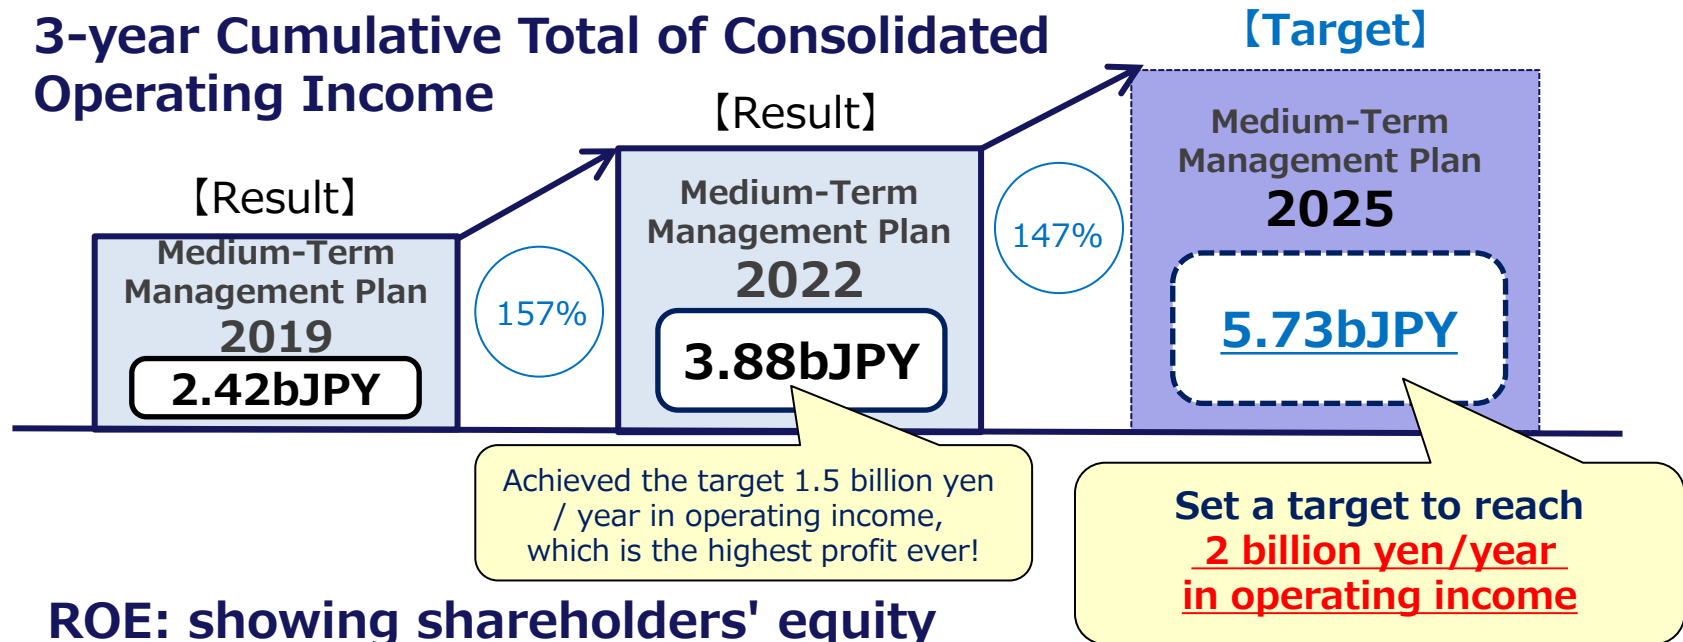 3-year Cumulative Total of Consolidated
Operating Income
【Result】
Medium-Term
Management Plan
2019
2.42bJPY
157%
【Result】
Medium-Term
Management Plan
2022
3.88bJPY
Achieved the target 1.5 billion yen
/ year in operating income,
which is the highest profit ever!
147%
【Target】
Medium-Term
Management Plan
2025
5.73bJPY
Set a target to reach
2 billion yen/year
in operating income
ROE: showing shareholders' equity